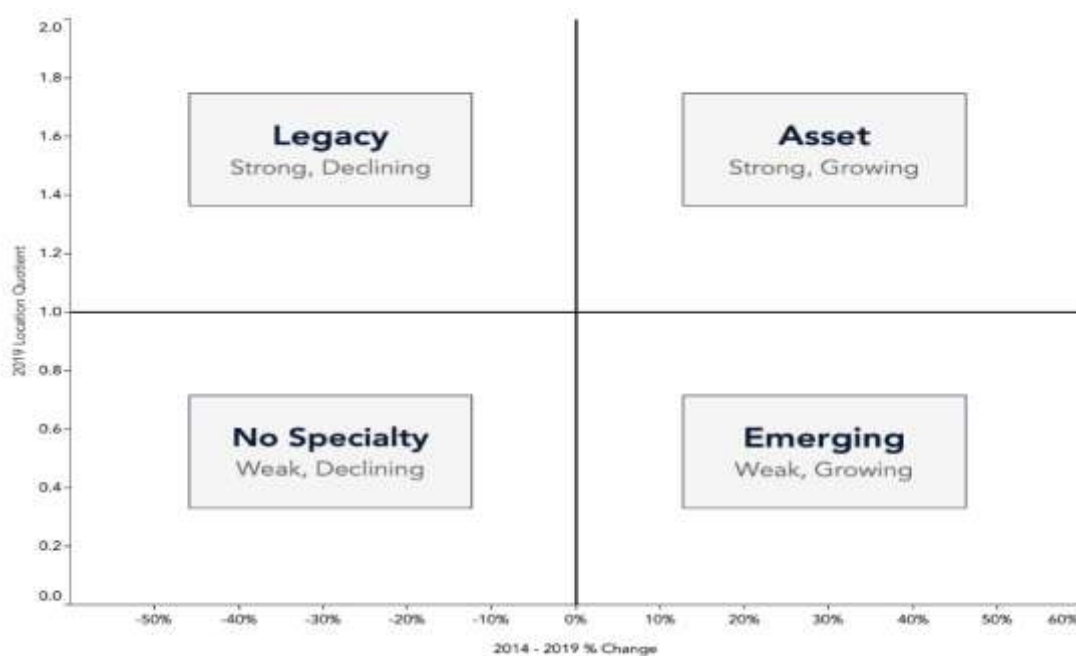 2.0
1.8
Legacy
Strong, Declining
Asset
Strong, Growing
1.6
1.4
1.2
2019 Location Quotient
1.0
0.8
No Specialty
Weak, Declining
Emerging
Weak, Growing
0.6
0.4
0.2
0.0
-50% -40% -30% -20% -10% 0% 10% 20% 30% 40% 50% 60%
2014 - 2019 % Change